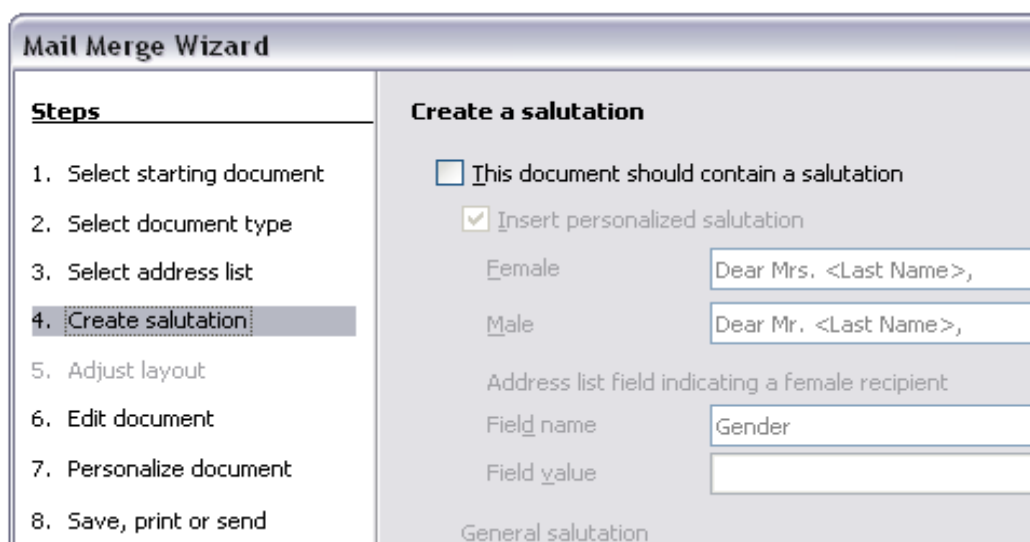 Mail Merge Wizard
Steps
1. Select starting document
2. Select document type
3. Select address list
4. Create salutation
5. Adjust layout
6. Edit document
7. Personalize document
8. Save, print or send
Create a salutation
This document should contain a salutation
Insert personalized salutation
Female Dear Mrs. <Last Name>,
Male Dear Mr. <Last Name>,
Address list field indicating a female recipient
Field name Gender
Field value
General salutation